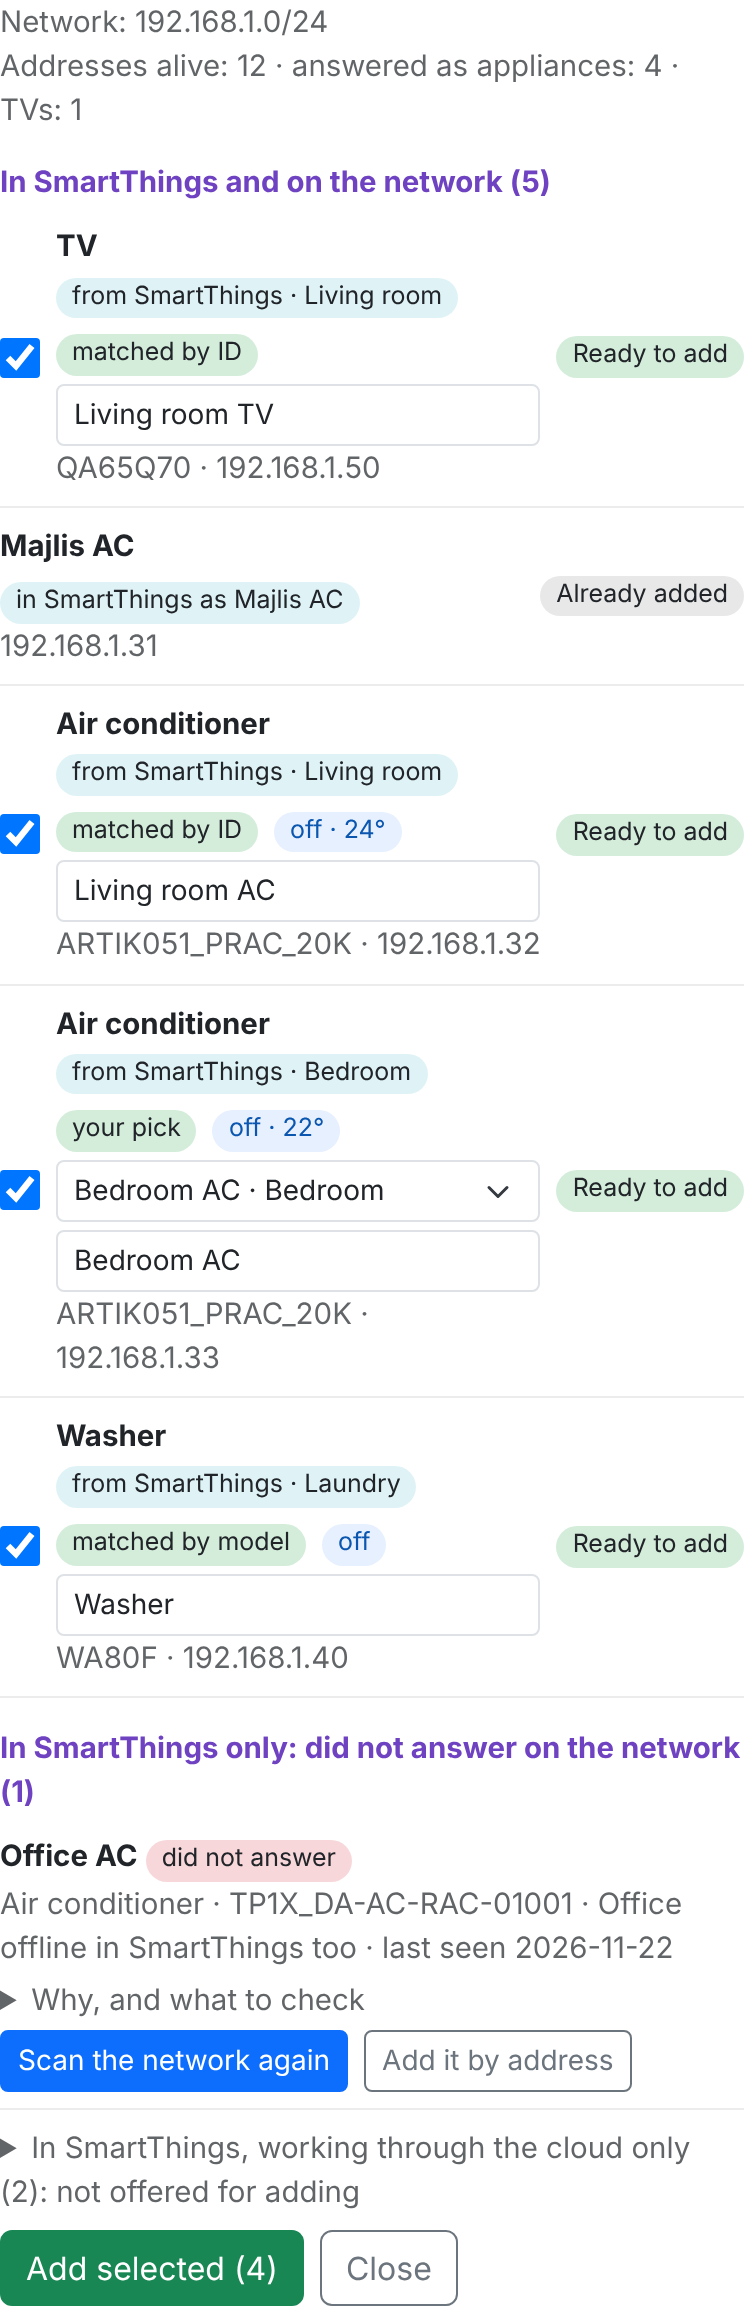 Network: 192.168.1.0/24
Addresses alive: 12 · answered as appliances: 4 ·
TVs: 1
In SmartThings and on the network (5)
TV
from SmartThings · Living room
matched by ID
Ready to add
Living room TV
QA65Q70 · 192.168.1.50
Majlis AC
in SmartThings as Majlis AC
Already added
192.168.1.31
Air conditioner
from SmartThings · Living room
matched by ID off · 24°
Ready to add
Living room AC
ARTIK051_PRAC_20K · 192.168.1.32
Air conditioner
from SmartThings · Bedroom
your pick off · 22°
Bedroom AC · Bedroom
Ready to add
Bedroom AC
ARTIK051_PRAC_20K ·
192.168.1.33
Washer
from SmartThings · Laundry
matched by model off
Ready to add
Washer
WA80F · 192.168.1.40
In SmartThings only: did not answer on the network
(1)
Office AC did not answer
Air conditioner · TP1X_DA-AC-RAC-01001 · Office
offline in SmartThings too · last seen 2026-11-22
Why, and what to check
Scan the network again Add it by address
In SmartThings, working through the cloud only
(2): not offered for adding
Add selected (4) Close